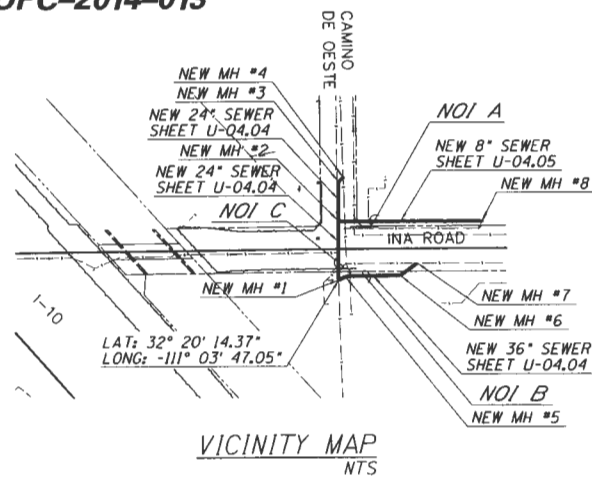 OFC-2014-013
CAMINO
DE OESTE
NEW MH #4
NEW MH #3
NEW 24" SEWER
SHEET U-04.04
NEW MH #2
NEW 24" SEWER
SHEET U-04.04
NOI C
NOI A
NEW 8" SEWER
SHEET U-04.05
NEW MH #8
INA ROAD
NEW MH #1
NEW MH #7
NEW MH #6
I-10
LAT: 32° 20' 14.37"
LONG: -111° 03' 47.05"
NEW 36" SEWER
SHEET U-04.04
NOI B
NEW MH #5
VICINITY MAP
NTS